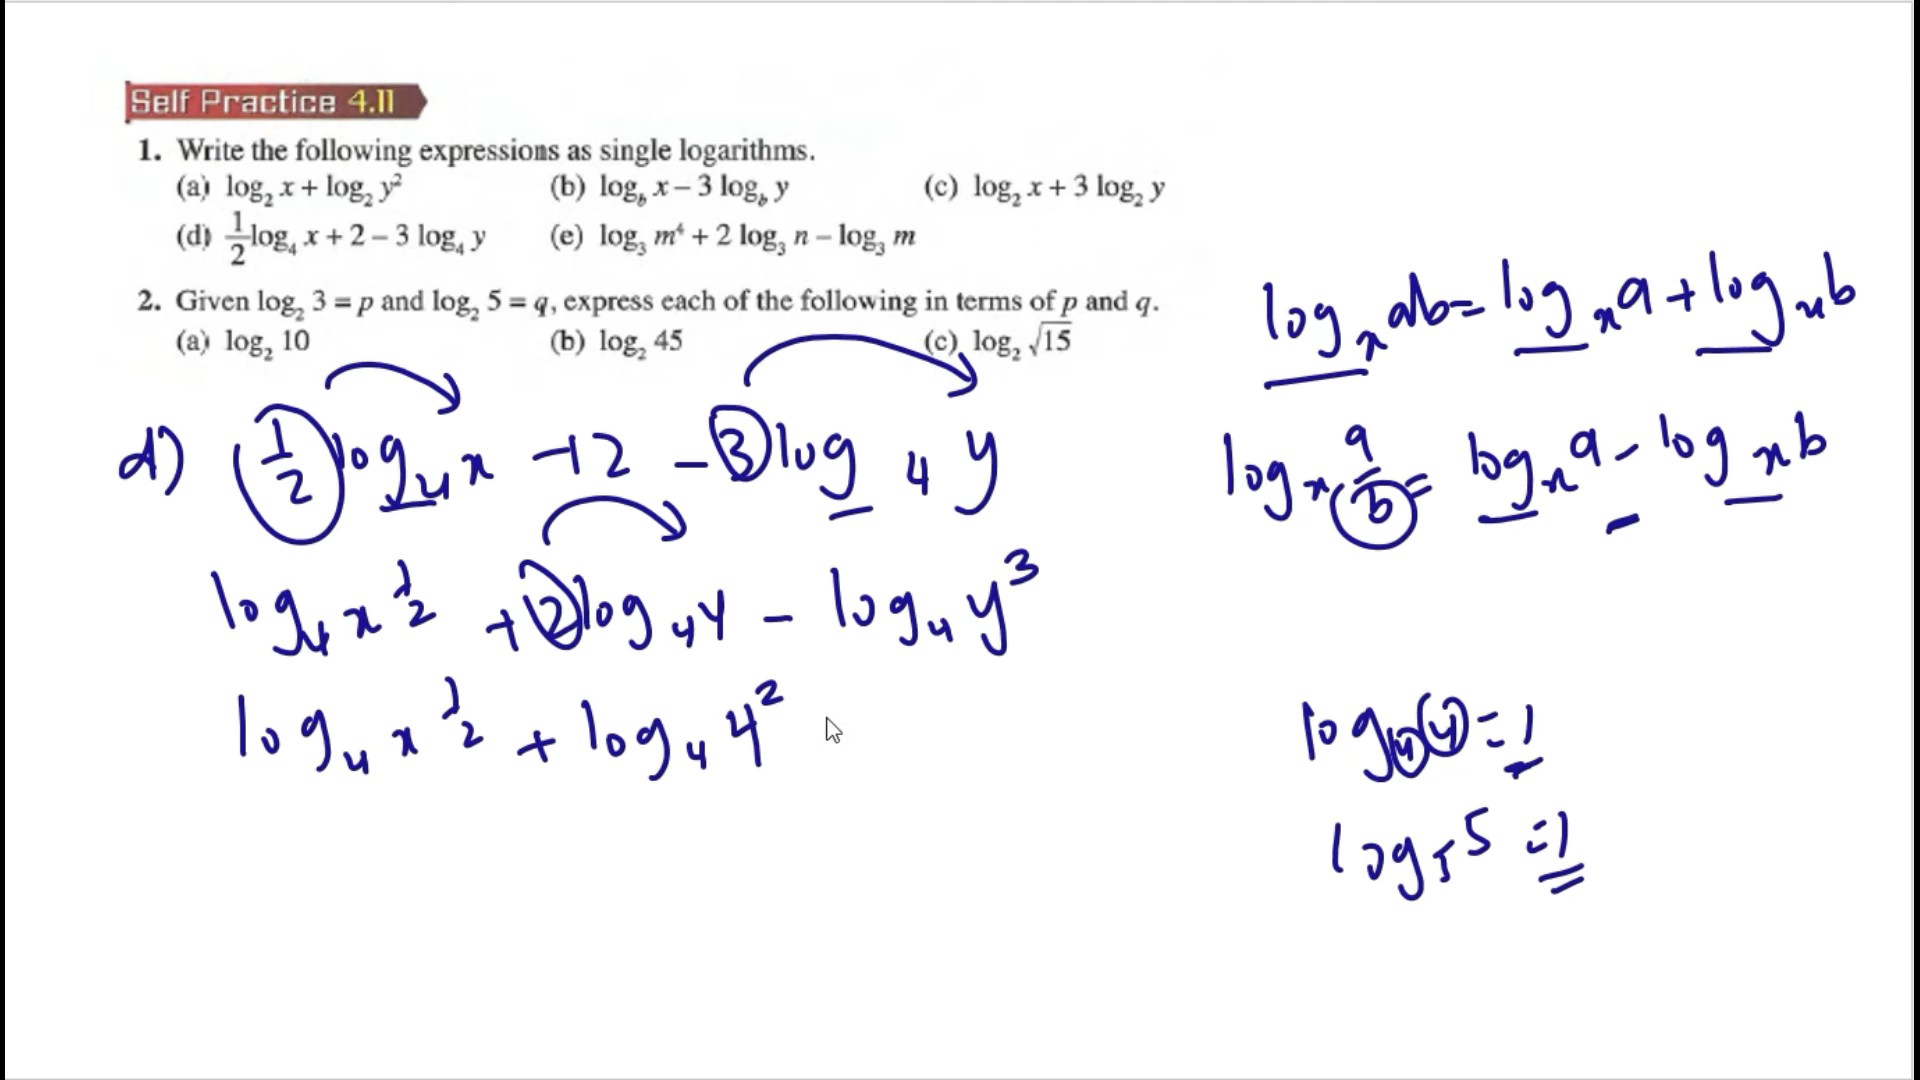 Self Practice 4.11
1. Write the following expressions as single logarithms.
(a) log₂ x + log₂ y² (b) log_b x – 3 log_b y (c) log₂ x + 3 log₂ y
(d) 1/2 log₄ x + 2 – 3 log₄ y (e) log₃ m⁴ + 2 log₃ n – log₃ m
2. Given log₂ 3 = p and log₂ 5 = q, express each of the following in terms of p and q.
(a) log₂ 10 (b) log₂ 45 (c) log₂ √15
d) 1/2 log₄ x + 2 – 3 log 4 y
log₄ x^1/2 + 2 log₄ 4 – log₄ y³
log₄ x^1/2 + log₄ 4²
log_x ab = log_x a + log_x b
log_x a/b = log_x a – log_x b
log₄ 4 = 1
log₅ 5 = 1